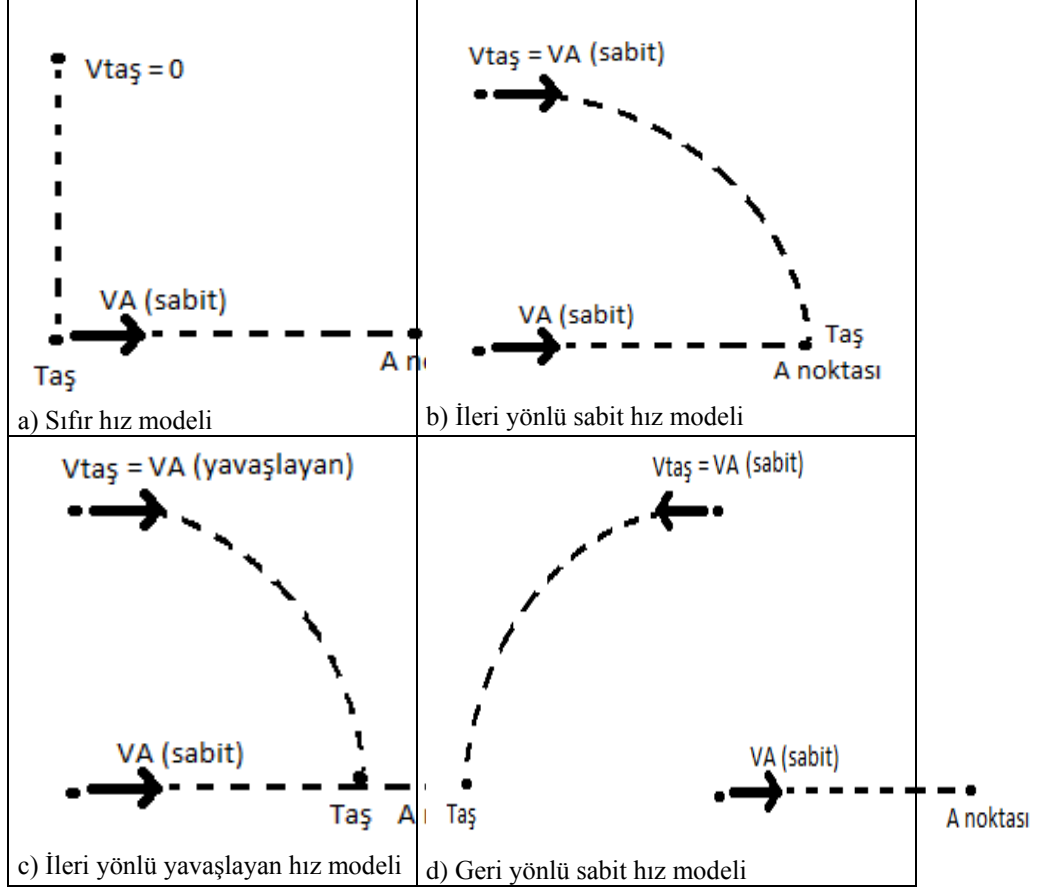 Vtaş = 0
VA (sabit)
A n
Taş
a) Sıfır hız modeli
Vtaş = VA (sabit)
VA (sabit)
Taş
A noktası
b) İleri yönlü sabit hız modeli
Vtaş = VA (yavaşlayan)
VA (sabit)
Taş A
c) İleri yönlü yavaşlayan hız modeli
Vtaş = VA (sabit)
VA (sabit)
Taş
A noktası
d) Geri yönlü sabit hız modeli